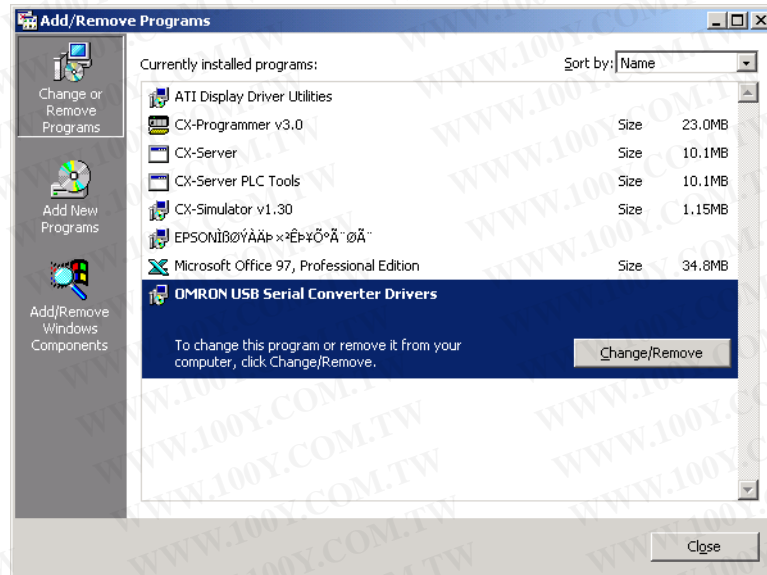 Add/Remove Programs
Change or
Remove
Programs
Add New
Programs
Add/Remove
Windows
Components
Currently installed programs:
Sort by: Name
ATI Display Driver Utilities
CX-Programmer v3.0 Size 23.0MB
CX-Server Size 10.1MB
CX-Server PLC Tools Size 10.1MB
CX-Simulator v1.30 Size 1.15MB
Microsoft Office 97, Professional Edition Size 34.8MB
OMRON USB Serial Converter Drivers
To change this program or remove it from your
computer, click Change/Remove.
Change/Remove
Close
WWW.100Y.COM.TW